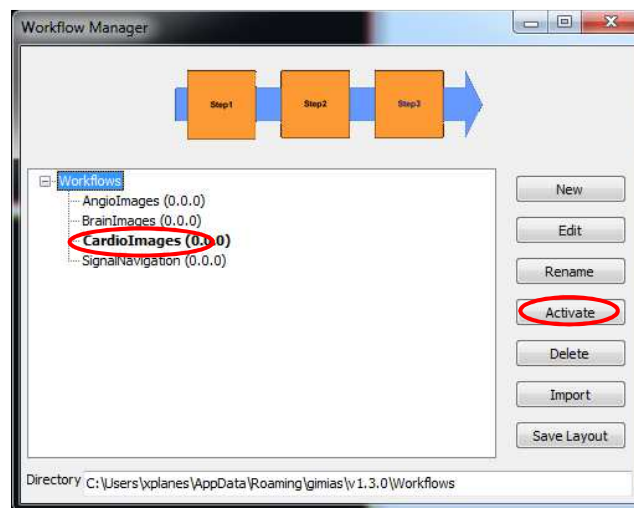 Workflow Manager
Step1 Step2 Step3
Workflows
AngioImages (0.0.0)
BrainImages (0.0.0)
CardioImages (0.0.0)
SignalNavigation (0.0.0)
New
Edit
Rename
Activate
Delete
Import
Save Layout
Directory C:\Users\xplanes\AppData\Roaming\gimias\v1.3.0\Workflows